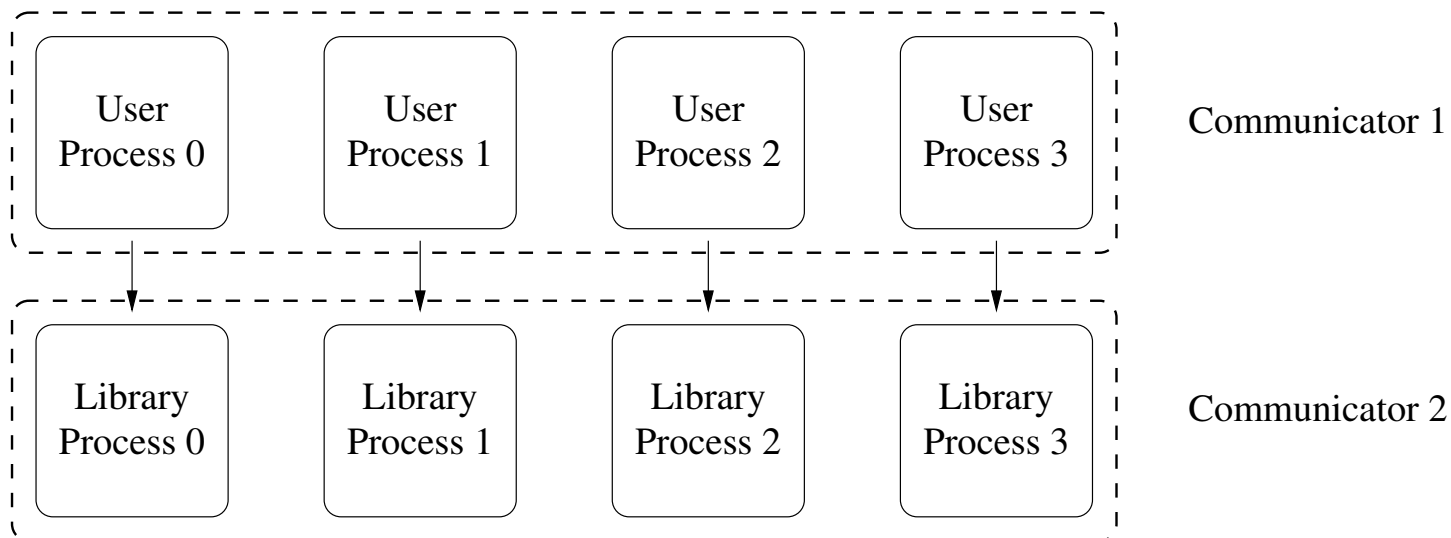 User
Process 0
User
Process 1
User
Process 2
User
Process 3
Communicator 1
Library
Process 0
Library
Process 1
Library
Process 2
Library
Process 3
Communicator 2